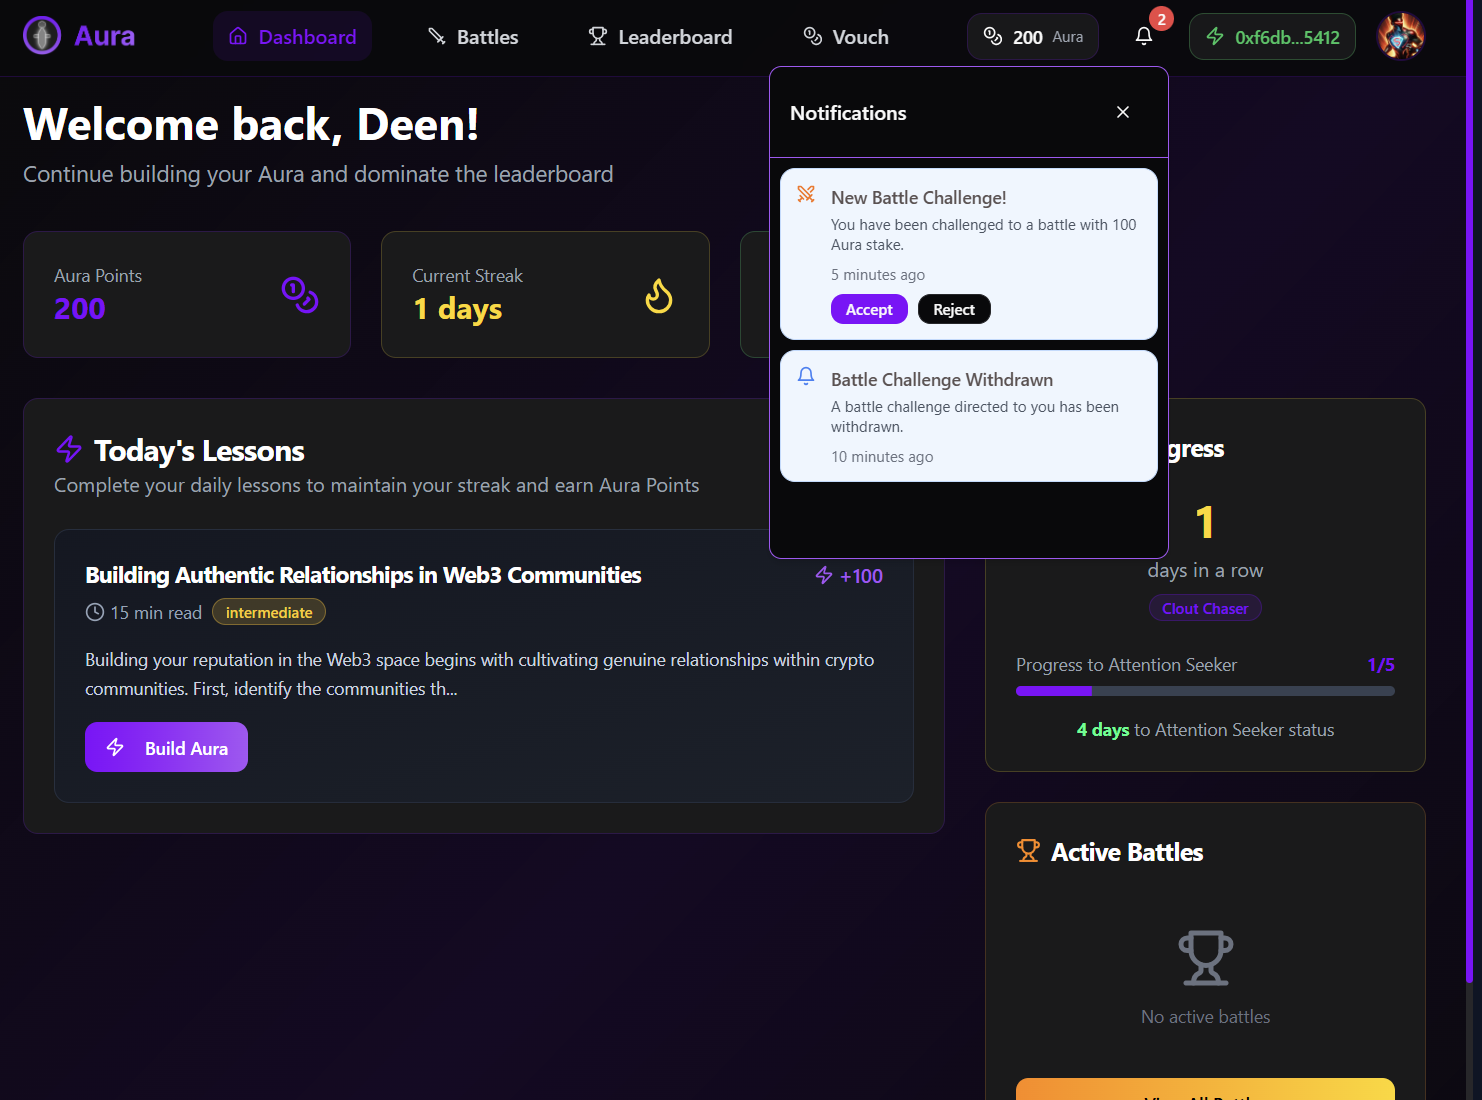 Aura
Dashboard
Battles
Leaderboard
Vouch
200 Aura
2
0xf6db...5412
Welcome back, Deen!
Continue building your Aura and dominate the leaderboard
Aura Points
200
Current Streak
1 days
Notifications
New Battle Challenge!
You have been challenged to a battle with 100
Aura stake.
5 minutes ago
Accept
Reject
Battle Challenge Withdrawn
A battle challenge directed to you has been
withdrawn.
10 minutes ago
Today's Lessons
Complete your daily lessons to maintain your streak and earn Aura Points
Building Authentic Relationships in Web3 Communities
+100
15 min read
intermediate
Building your reputation in the Web3 space begins with cultivating genuine relationships within crypto
communities. First, identify the communities th...
Build Aura
gress
1
days in a row
Clout Chaser
Progress to Attention Seeker
1/5
4 days to Attention Seeker status
Active Battles
No active battles